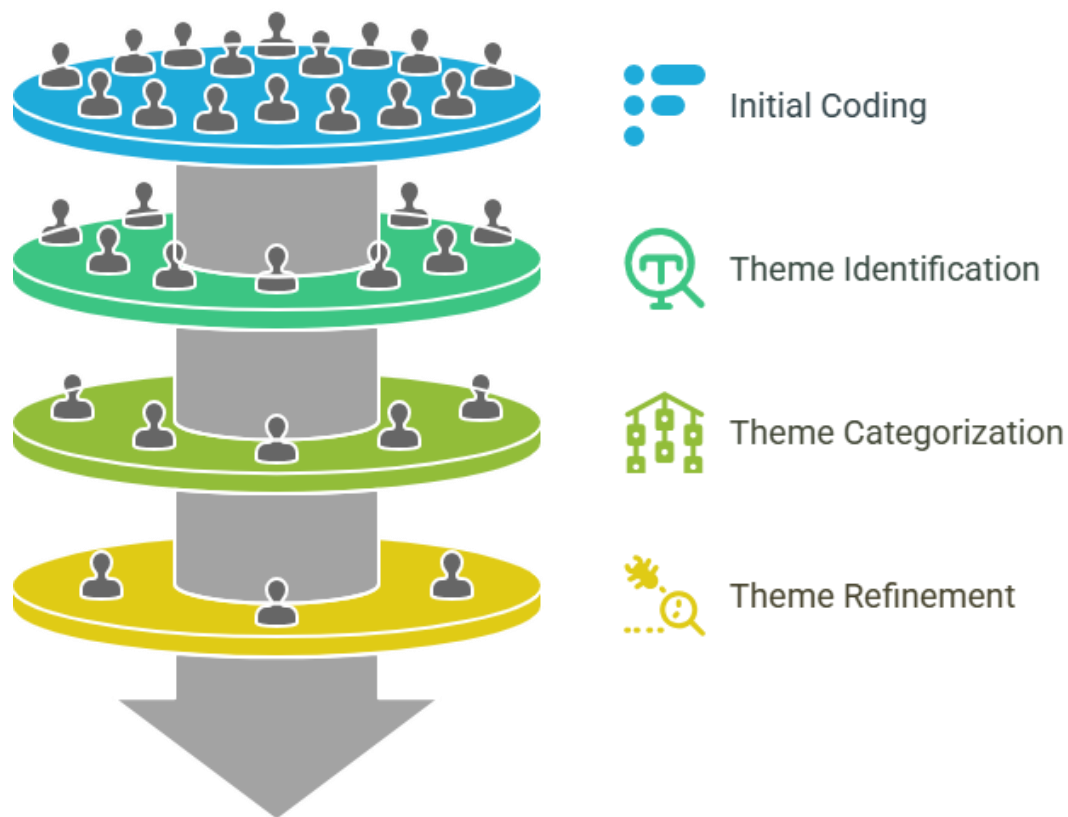 Initial Coding
Theme Identification
Theme Categorization
Theme Refinement